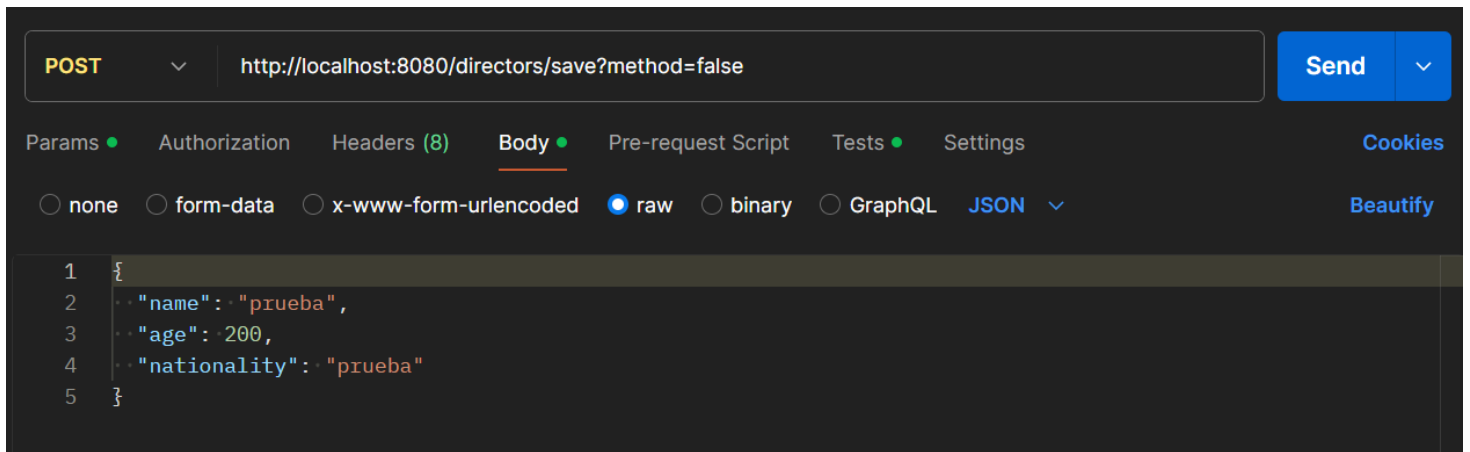 POST http://localhost:8080/directors/save?method=false Send
Params Authorization Headers (8) Body Pre-request Script Tests Settings Cookies
none form-data x-www-form-urlencoded raw binary GraphQL JSON Beautify
1 {
2 "name": "prueba",
3 "age": 200,
4 "nationality": "prueba"
5 }